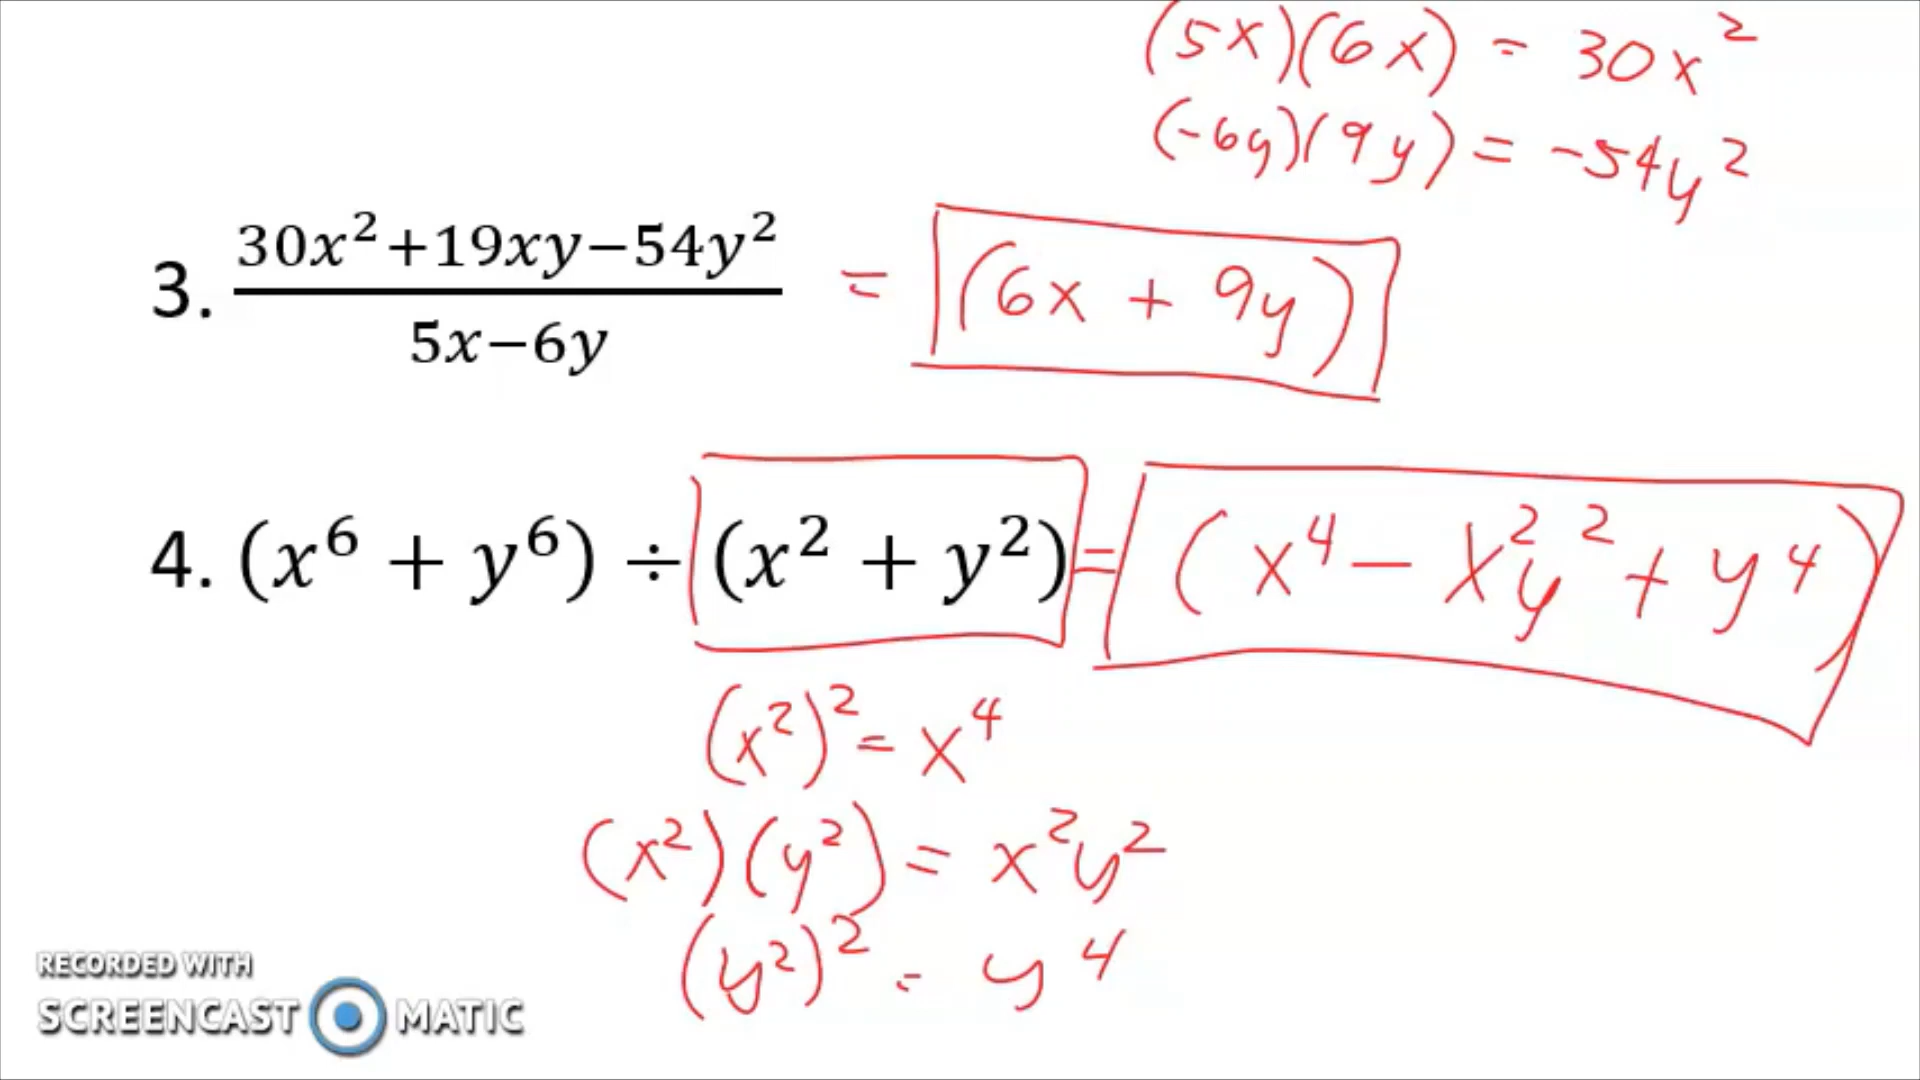 (5x)(6x) = 30x²
(-6y)(9y) = -54y²
3. (30x²+19xy−54y²)/(5x−6y) = (6x + 9y)
4. (x⁶ + y⁶) ÷ (x² + y²) = (x⁴ − x²y² + y⁴)
(x²)² = x⁴
(x²)(y²) = x²y²
(y²)² = y⁴
RECORDED WITH
SCREENCAST MATIC